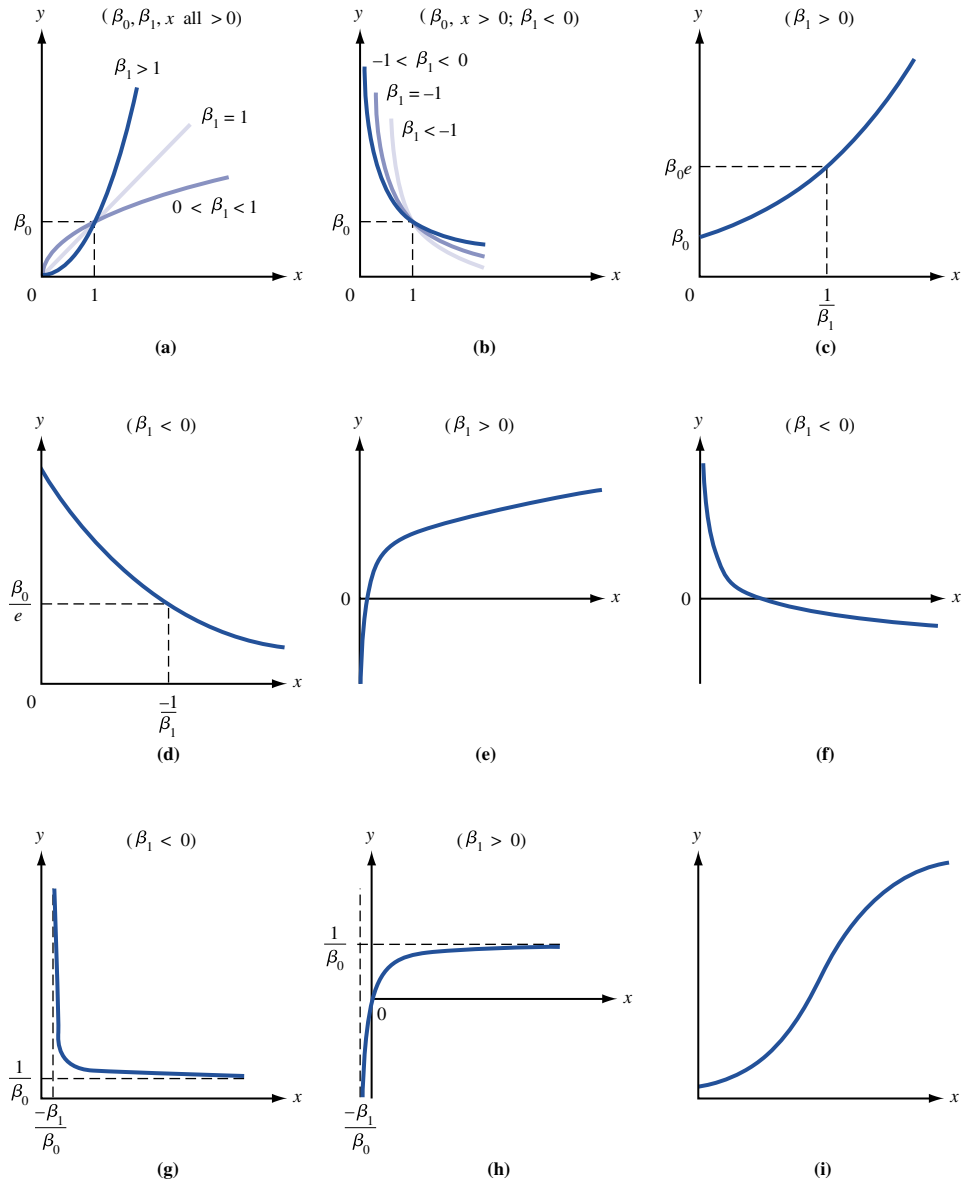 y
(β₀, β₁, x all > 0)
β₁ > 1
β₁ = 1
0 < β₁ < 1
β₀
x
0
1
(a)
y
(β₀, x > 0; β₁ < 0)
–1 < β₁ < 0
β₁ = –1
β₁ < –1
β₀
x
0
1
(b)
y
(β₁ > 0)
β₀e
β₀
x
0
1
β₁
(c)
y
(β₁ < 0)
β₀
e
x
0
–1
β₁
(d)
y
(β₁ > 0)
0
x
(e)
y
(β₁ < 0)
0
x
(f)
y
(β₁ < 0)
1
β₀
x
–β₁
β₀
(g)
y
(β₁ > 0)
1
β₀
x
0
–β₁
β₀
(h)
y
x
(i)